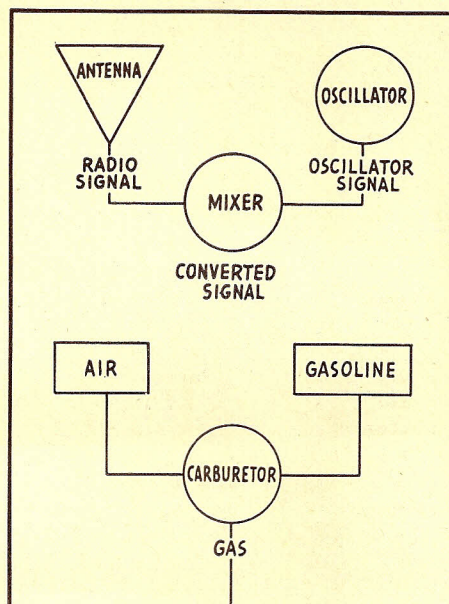 ANTENNA
OSCILLATOR
RADIO
SIGNAL
OSCILLATOR
SIGNAL
MIXER
CONVERTED
SIGNAL
AIR
GASOLINE
CARBURETOR
GAS